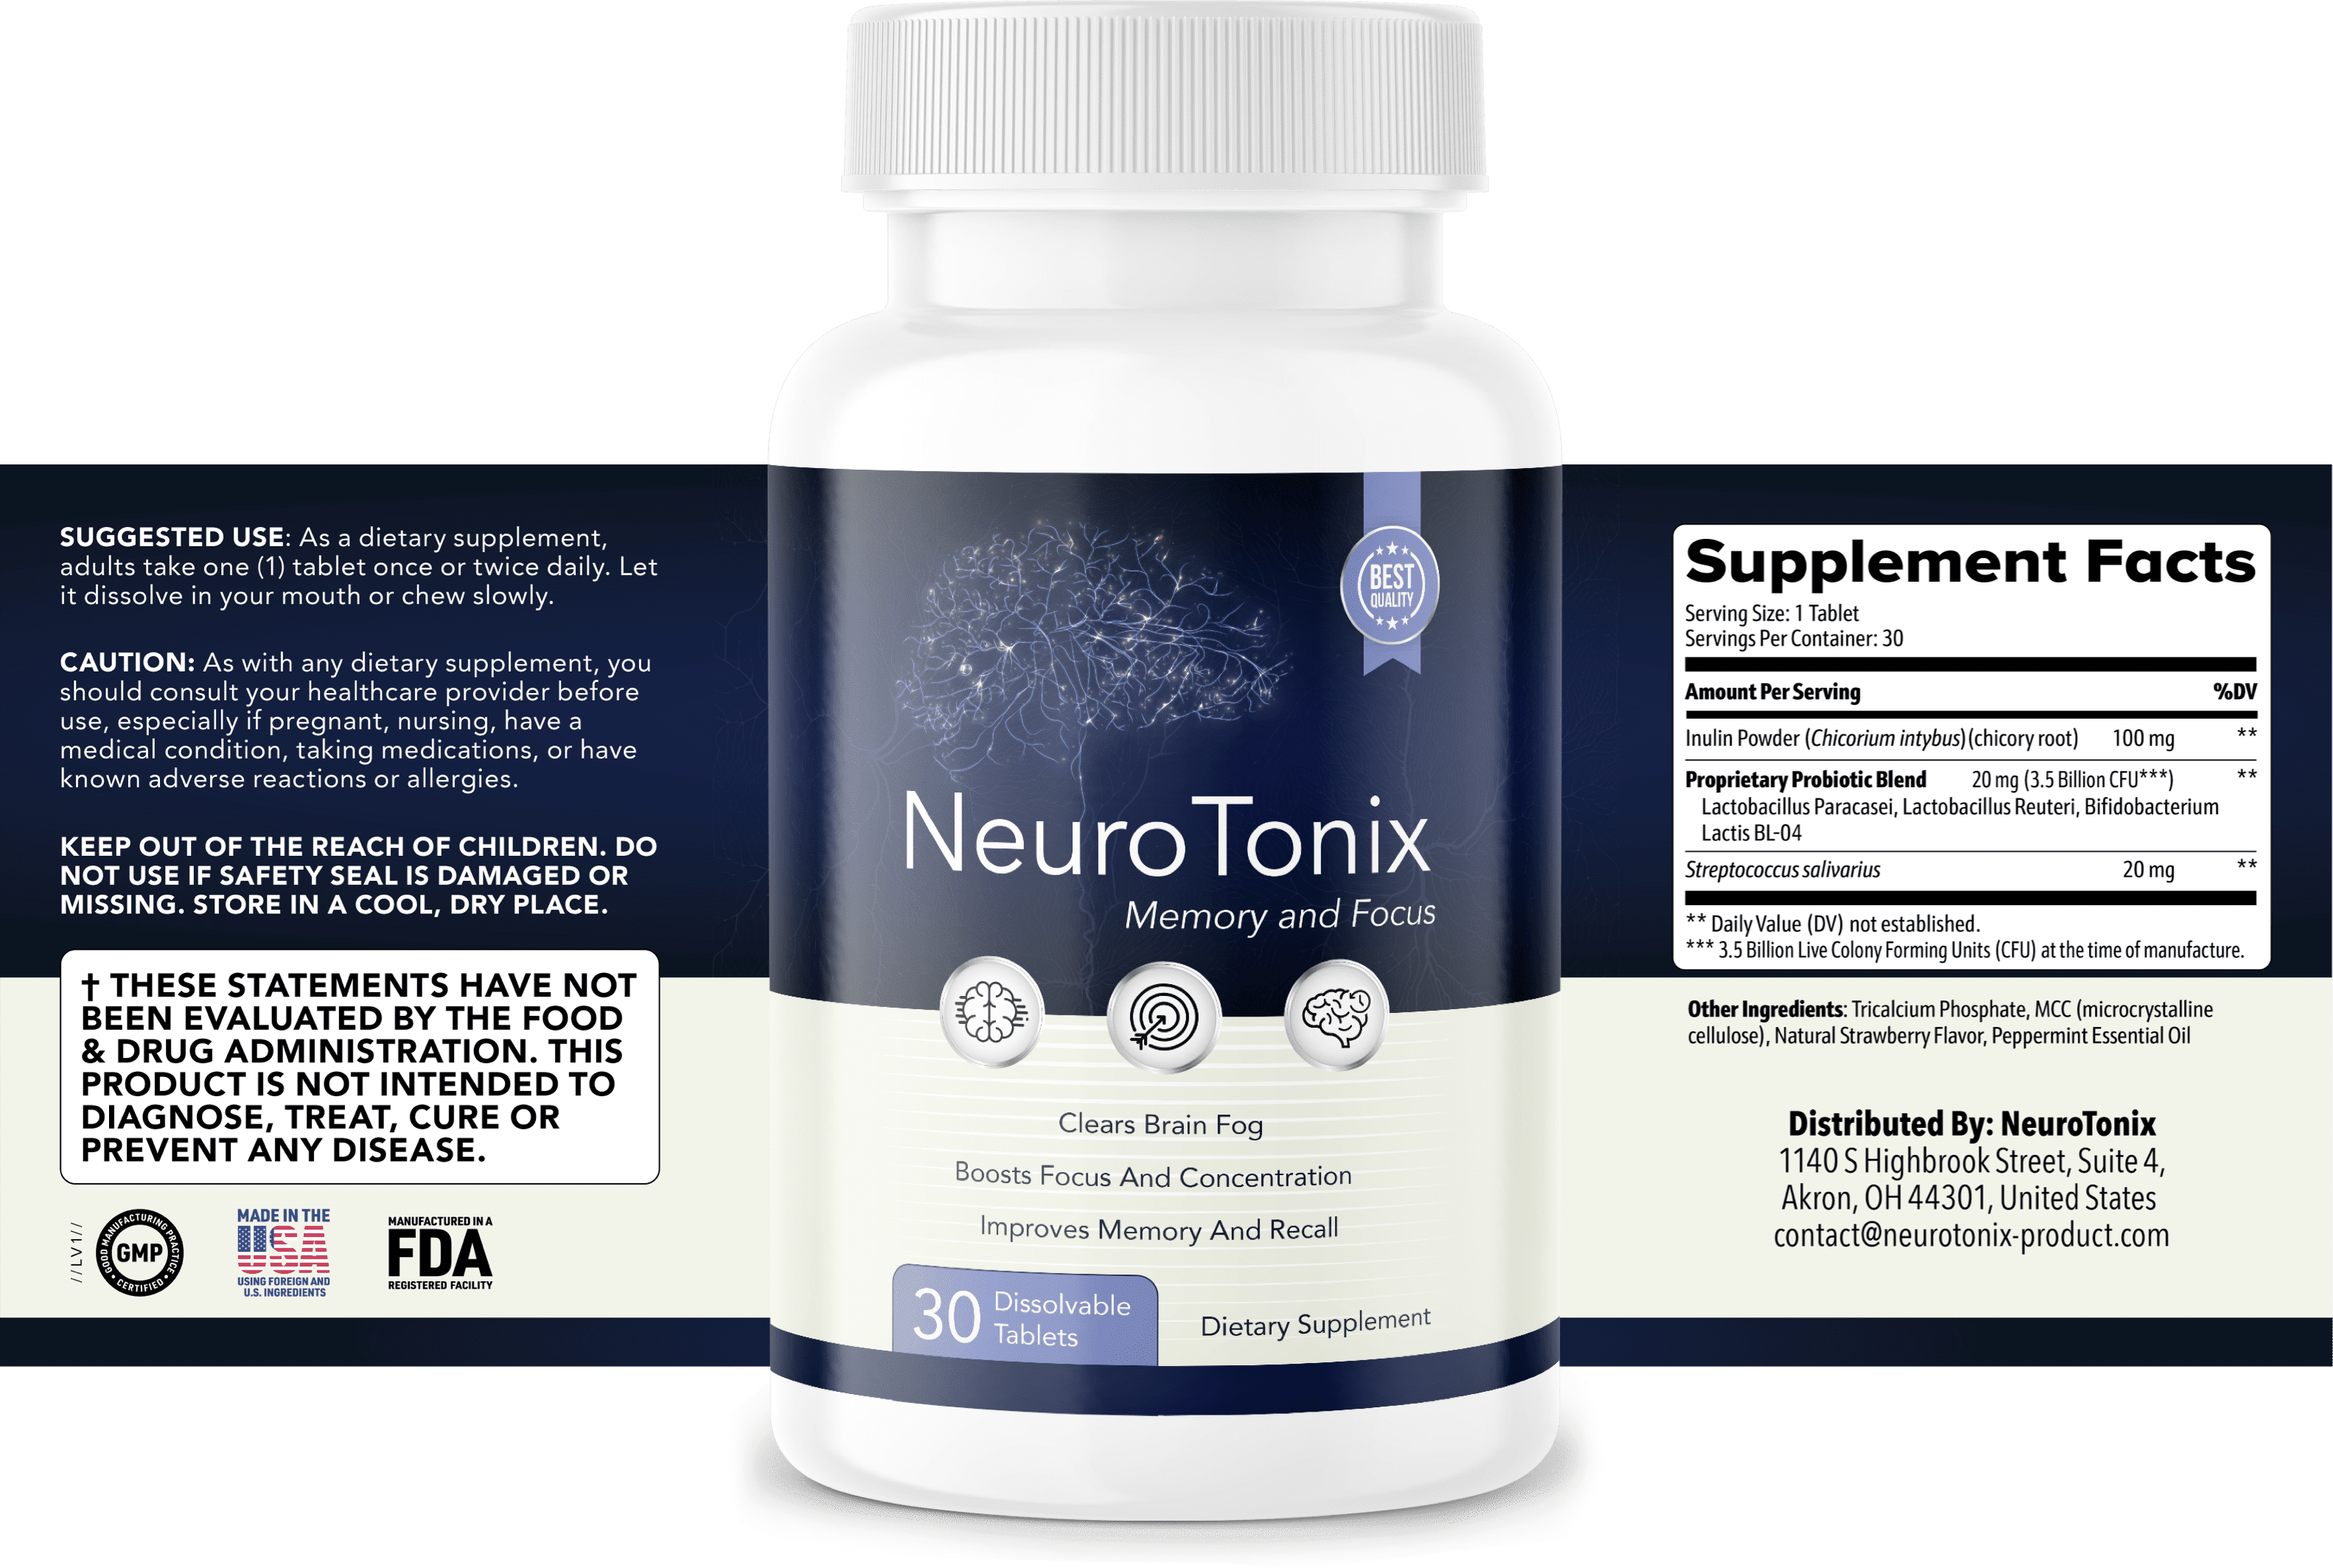 SUGGESTED USE: As a dietary supplement,
adults take one (1) tablet once or twice daily. Let
it dissolve in your mouth or chew slowly.
CAUTION: As with any dietary supplement, you
should consult your healthcare provider before
use, especially if pregnant, nursing, have a
medical condition, taking medications, or have
known adverse reactions or allergies.
KEEP OUT OF THE REACH OF CHILDREN. DO
NOT USE IF SAFETY SEAL IS DAMAGED OR
MISSING. STORE IN A COOL, DRY PLACE.
† THESE STATEMENTS HAVE NOT
BEEN EVALUATED BY THE FOOD
& DRUG ADMINISTRATION. THIS
PRODUCT IS NOT INTENDED TO
DIAGNOSE, TREAT, CURE OR
PREVENT ANY DISEASE.
//LV1//
GOOD MANUFACTURING PRACTICE
GMP
CERTIFIED
MADE IN THE
USA
USING FOREIGN AND
U.S. INGREDIENTS
MANUFACTURED IN A
FDA
REGISTERED FACILITY
BEST
QUALITY
NeuroTonix
Memory and Focus
Clears Brain Fog
Boosts Focus And Concentration
Improves Memory And Recall
30 Dissolvable
Tablets
Dietary Supplement
Supplement Facts
Serving Size: 1 Tablet
Servings Per Container: 30
Amount Per Serving %DV
Inulin Powder (Chicorium intybus)(chicory root) 100 mg **
Proprietary Probiotic Blend 20 mg (3.5 Billion CFU***) **
Lactobacillus Paracasei, Lactobacillus Reuteri, Bifidobacterium
Lactis BL-04
Streptococcus salivarius 20 mg **
** Daily Value (DV) not established.
*** 3.5 Billion Live Colony Forming Units (CFU) at the time of manufacture.
Other Ingredients: Tricalcium Phosphate, MCC (microcrystalline
cellulose), Natural Strawberry Flavor, Peppermint Essential Oil
Distributed By: NeuroTonix
1140 S Highbrook Street, Suite 4,
Akron, OH 44301, United States
contact@neurotonix-product.com